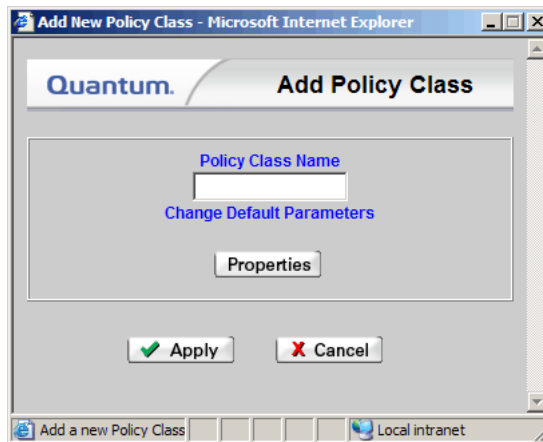 Add New Policy Class - Microsoft Internet Explorer
Quantum. Add Policy Class
Policy Class Name
Change Default Parameters
Properties
Apply Cancel
Add a new Policy Class Local intranet